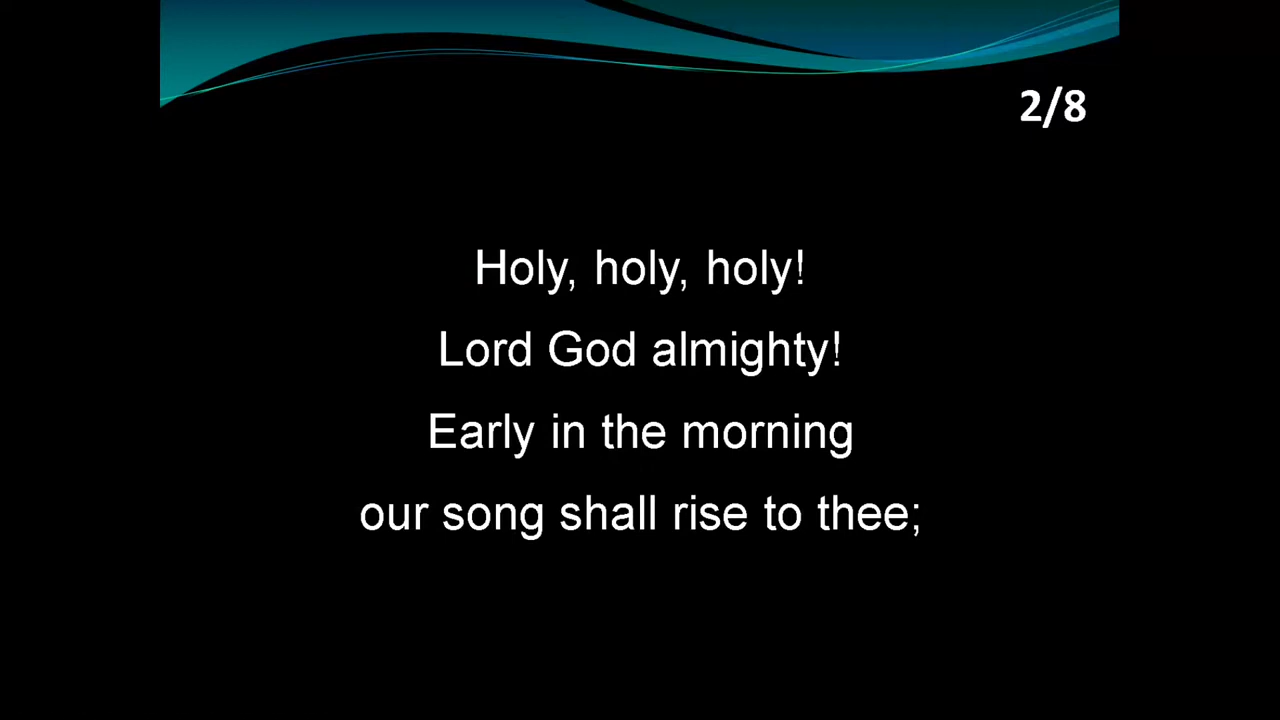 2/8
Holy, holy, holy!
Lord God almighty!
Early in the morning
our song shall rise to thee;